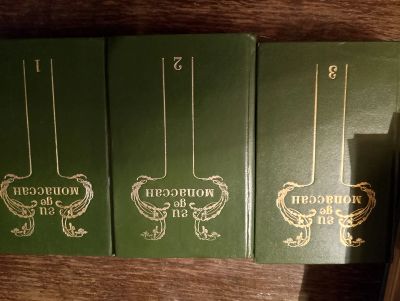 ги
де
мопассан
1
ги
де
мопассан
2
ги
де
мопассан
3